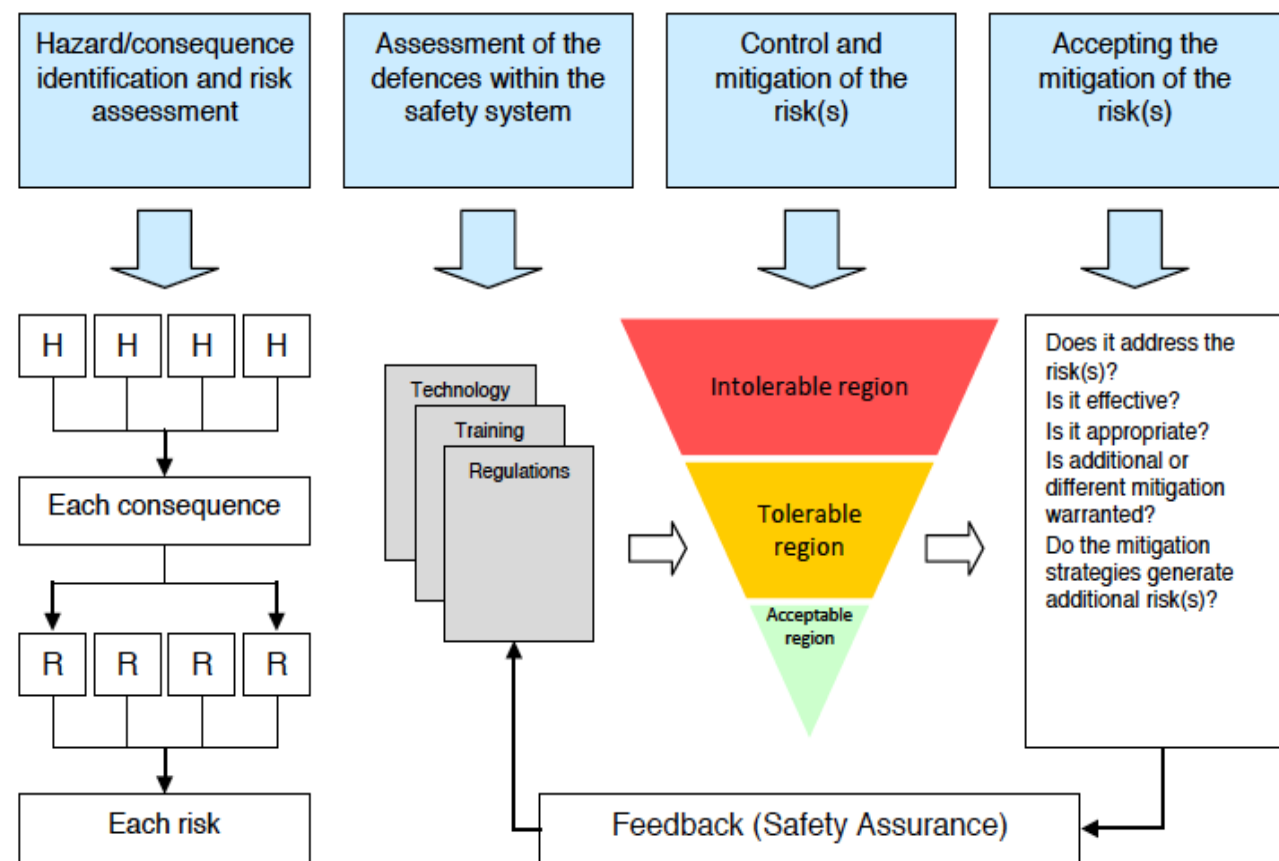 Hazard/consequence
identification and risk
assessment
Assessment of the
defences within the
safety system
Control and
mitigation of the
risk(s)
Accepting the
mitigation of the
risk(s)
H H H H
Each consequence
R R R R
Each risk
Technology
Training
Regulations
Intolerable region
Tolerable
region
Acceptable
region
Does it address the
risk(s)?
Is it effective?
Is it appropriate?
Is additional or
different mitigation
warranted?
Do the mitigation
strategies generate
additional risk(s)?
Feedback (Safety Assurance)